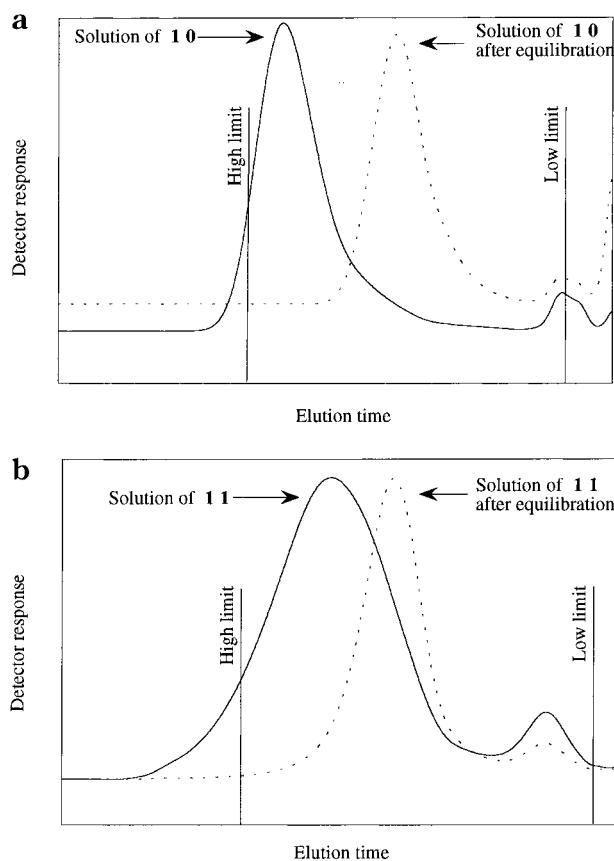 a
Solution of 1 0
Solution of 1 0
after equilibration
High limit
Low limit
Detector response
Elution time
b
Solution of 1 1
Solution of 1 1
after equilibration
High limit
Low limit
Detector response
Elution time